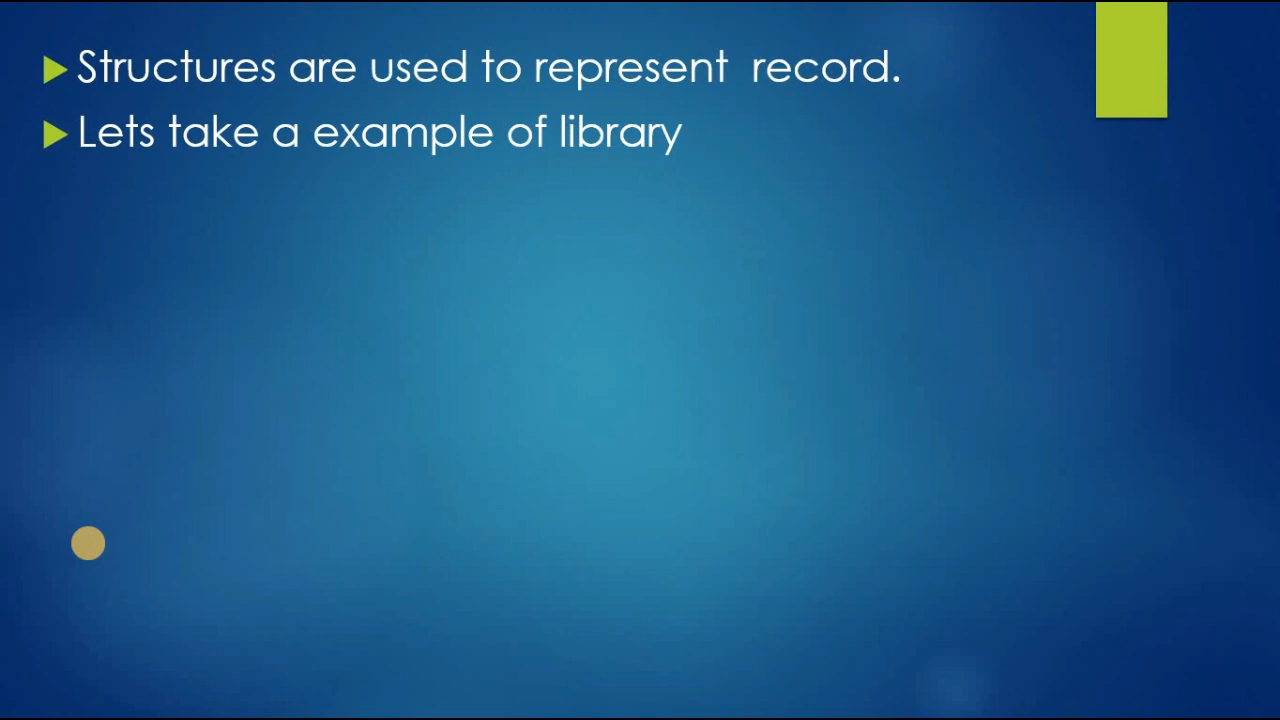 Structures are used to represent  record.
Lets take a example of library